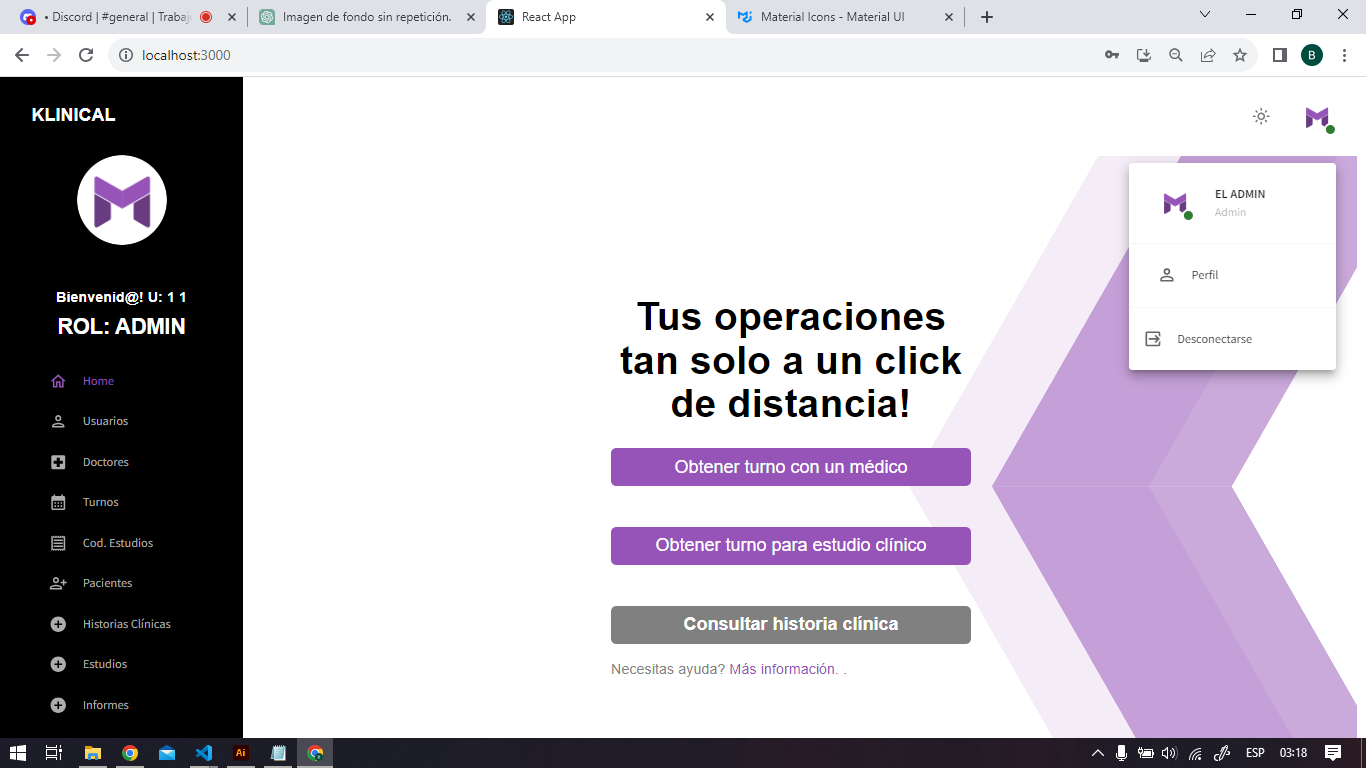 • Discord | #general | Trabaj
Imagen de fondo sin repetición.
React App
Material Icons - Material UI
localhost:3000
B
KLINICAL
EL ADMIN
Admin
Perfil
Desconectarse
Bienvenid@! U: 1 1
ROL: ADMIN
Home
Usuarios
Doctores
Turnos
Cod. Estudios
Pacientes
Historias Clínicas
Estudios
Informes
Tus operaciones
tan solo a un click
de distancia!
Obtener turno con un médico
Obtener turno para estudio clínico
Consultar historia clínica
Necesitas ayuda? Más información. .
Ai
ESP
03:18